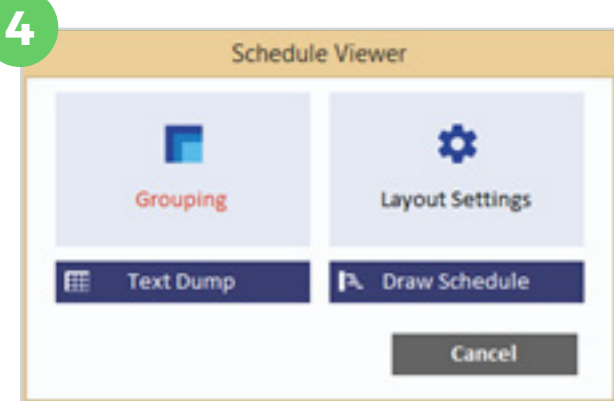 4
Schedule Viewer
Grouping
Layout Settings
Text Dump
Draw Schedule
Cancel